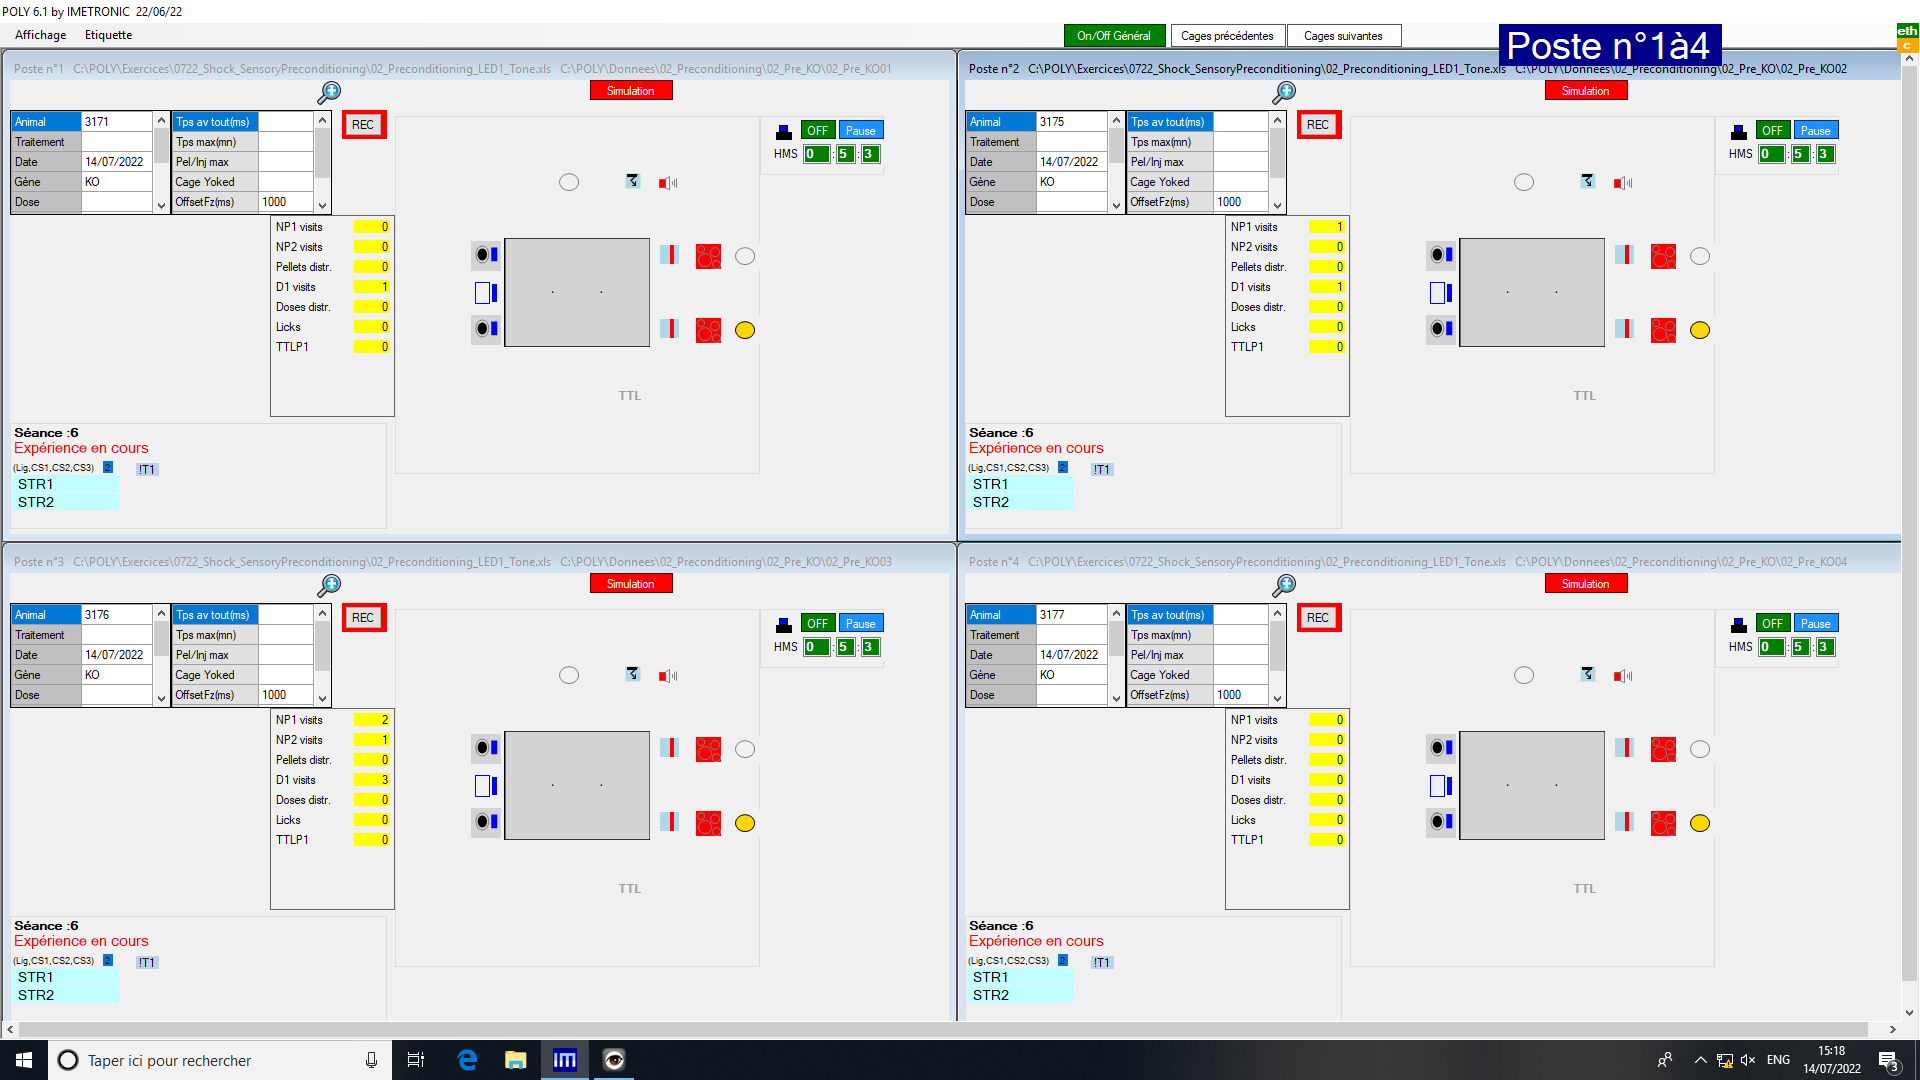 POLY 6.1 by IMETRONIC 22/06/22
Affichage Etiquette
On/Off Général Cages précédentes Cages suivantes
Poste n°1à4
eth
c
Poste n°1 C:\POLY\Exercices\0722_Shock_SensoryPreconditioning\02_Preconditioning_LED1_Tone.xls C:\POLY\Donnees\02_Preconditioning\02_Pre_KO\02_Pre_KO01
Simulation
Animal 3171 Tps av tout(ms)
REC
OFF Pause
Traitement Tps max(mn)
Date 14/07/2022 Pel/Inj max
HMS 0 : 5 : 3
Gène KO Cage Yoked
Dose OffsetFz(ms) 1000
NP1 visits 0
NP2 visits 0
Pellets distr. 0
D1 visits 1
Doses distr. 0
Licks 0
TTLP1 0
TTL
Séance :6
Expérience en cours
(Lig,CS1,CS2,CS3) 2 !T1
STR1
STR2
Poste n°2 C:\POLY\Exercices\0722_Shock_SensoryPreconditioning\02_Preconditioning_LED1_Tone.xls C:\POLY\Donnees\02_Preconditioning\02_Pre_KO\02_Pre_KO02
Simulation
Animal 3175 Tps av tout(ms)
REC
OFF Pause
Traitement Tps max(mn)
Date 14/07/2022 Pel/Inj max
HMS 0 : 5 : 3
Gène KO Cage Yoked
Dose OffsetFz(ms) 1000
NP1 visits 1
NP2 visits 0
Pellets distr. 0
D1 visits 1
Doses distr. 0
Licks 0
TTLP1 0
TTL
Séance :6
Expérience en cours
(Lig,CS1,CS2,CS3) 2 !T1
STR1
STR2
Poste n°3 C:\POLY\Exercices\0722_Shock_SensoryPreconditioning\02_Preconditioning_LED1_Tone.xls C:\POLY\Donnees\02_Preconditioning\02_Pre_KO\02_Pre_KO03
Simulation
Animal 3176 Tps av tout(ms)
REC
OFF Pause
Traitement Tps max(mn)
Date 14/07/2022 Pel/Inj max
HMS 0 : 5 : 3
Gène KO Cage Yoked
Dose OffsetFz(ms) 1000
NP1 visits 2
NP2 visits 1
Pellets distr. 0
D1 visits 3
Doses distr. 0
Licks 0
TTLP1 0
TTL
Séance :6
Expérience en cours
(Lig,CS1,CS2,CS3) 2 !T1
STR1
STR2
Poste n°4 C:\POLY\Exercices\0722_Shock_SensoryPreconditioning\02_Preconditioning_LED1_Tone.xls C:\POLY\Donnees\02_Preconditioning\02_Pre_KO\02_Pre_KO04
Simulation
Animal 3177 Tps av tout(ms)
REC
OFF Pause
Traitement Tps max(mn)
Date 14/07/2022 Pel/Inj max
HMS 0 : 5 : 3
Gène KO Cage Yoked
Dose OffsetFz(ms) 1000
NP1 visits 0
NP2 visits 0
Pellets distr. 0
D1 visits 0
Doses distr. 0
Licks 0
TTLP1 0
TTL
Séance :6
Expérience en cours
(Lig,CS1,CS2,CS3) 2 !T1
STR1
STR2
Taper ici pour rechercher
im
ENG
15:18
14/07/2022
3